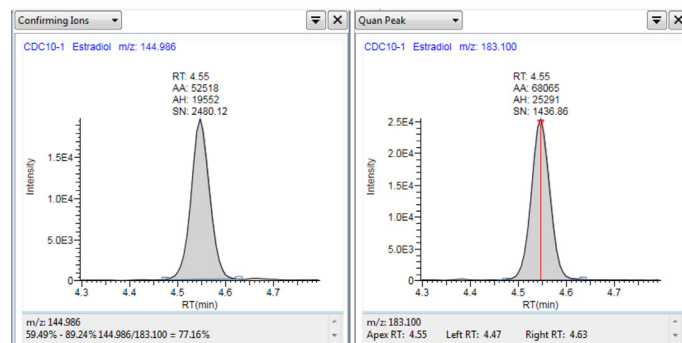 Confirming Ions
CDC10-1 Estradiol m/z: 144.986
RT: 4.55
AA: 52518
AH: 19552
SN: 2480.12
Intensity
1.5E4
1.0E4
5.0E3
0
4.3 4.4 4.5 4.6 4.7
RT(min)
m/z: 144.986
59.49% - 89.24% 144.986/183.100 = 77.16%
Quan Peak
CDC10-1 Estradiol m/z: 183.100
RT: 4.55
AA: 68065
AH: 25291
SN: 1436.86
Intensity
2.5E4
2.0E4
1.5E4
1.0E4
5.0E3
0
4.3 4.4 4.5 4.6 4.7
RT(min)
m/z: 183.100
Apex RT: 4.55 Left RT: 4.47 Right RT: 4.63